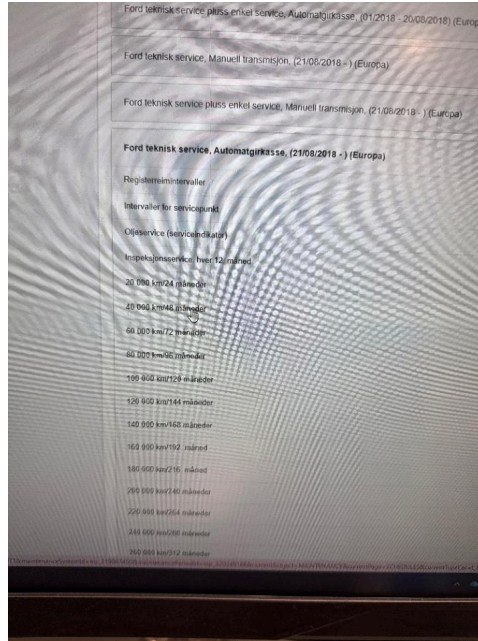 Ford teknisk service pluss enkel service, Automatgirkasse, (01/2018 - 20/08/2018) (Europ
Ford teknisk service, Manuell transmisjon, (21/08/2018 - ) (Europa)
Ford teknisk service pluss enkel service, Manuell transmisjon, (21/08/2018 - ) (Europa)
Ford teknisk service, Automatgirkasse, (21/08/2018 - ) (Europa)
Registerreimintervaller
Intervaller for servicepunkt
Oljeservice (serviceindikator)
Inspeksjonsservice: hver 12. måned
20 000 km/24 måneder
40 000 km/48 måneder
60 000 km/72 måneder
80 000 km/96 måneder
100 000 km/120 måneder
120 000 km/144 måneder
140 000 km/168 måneder
160 000 km/192. måned
180 000 km/216. måned
200 000 km/240 måneder
220 000 km/264 måneder
240 000 km/288 måneder
260 000 km/312 måneder